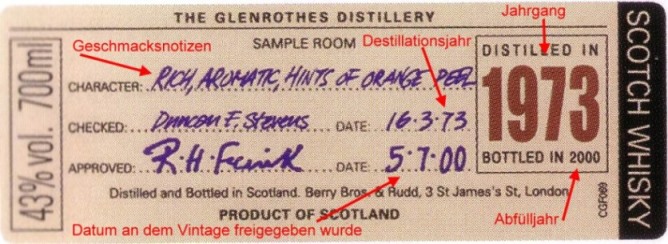 THE GLENROTHES DISTILLERY
Jahrgang
Geschmacksnotizen
SAMPLE ROOM
Destillationsjahr
DISTILLED IN
CHARACTER: RICH, AROMATIC, HINTS OF ORANGE PEEL
1973
CHECKED: Duncan F. Stevens DATE: 16.3.73
APPROVED: R.H. DATE: 5.7.00
BOTTLED IN 2000
Distilled and Bottled in Scotland. Berry Bros. & Rudd, 3 St James's St, London
PRODUCT OF SCOTLAND
Datum an dem Vintage freigegeben wurde
Abfülljahr
43% vol. 700ml
SCOTCH WHISKY
CGF069